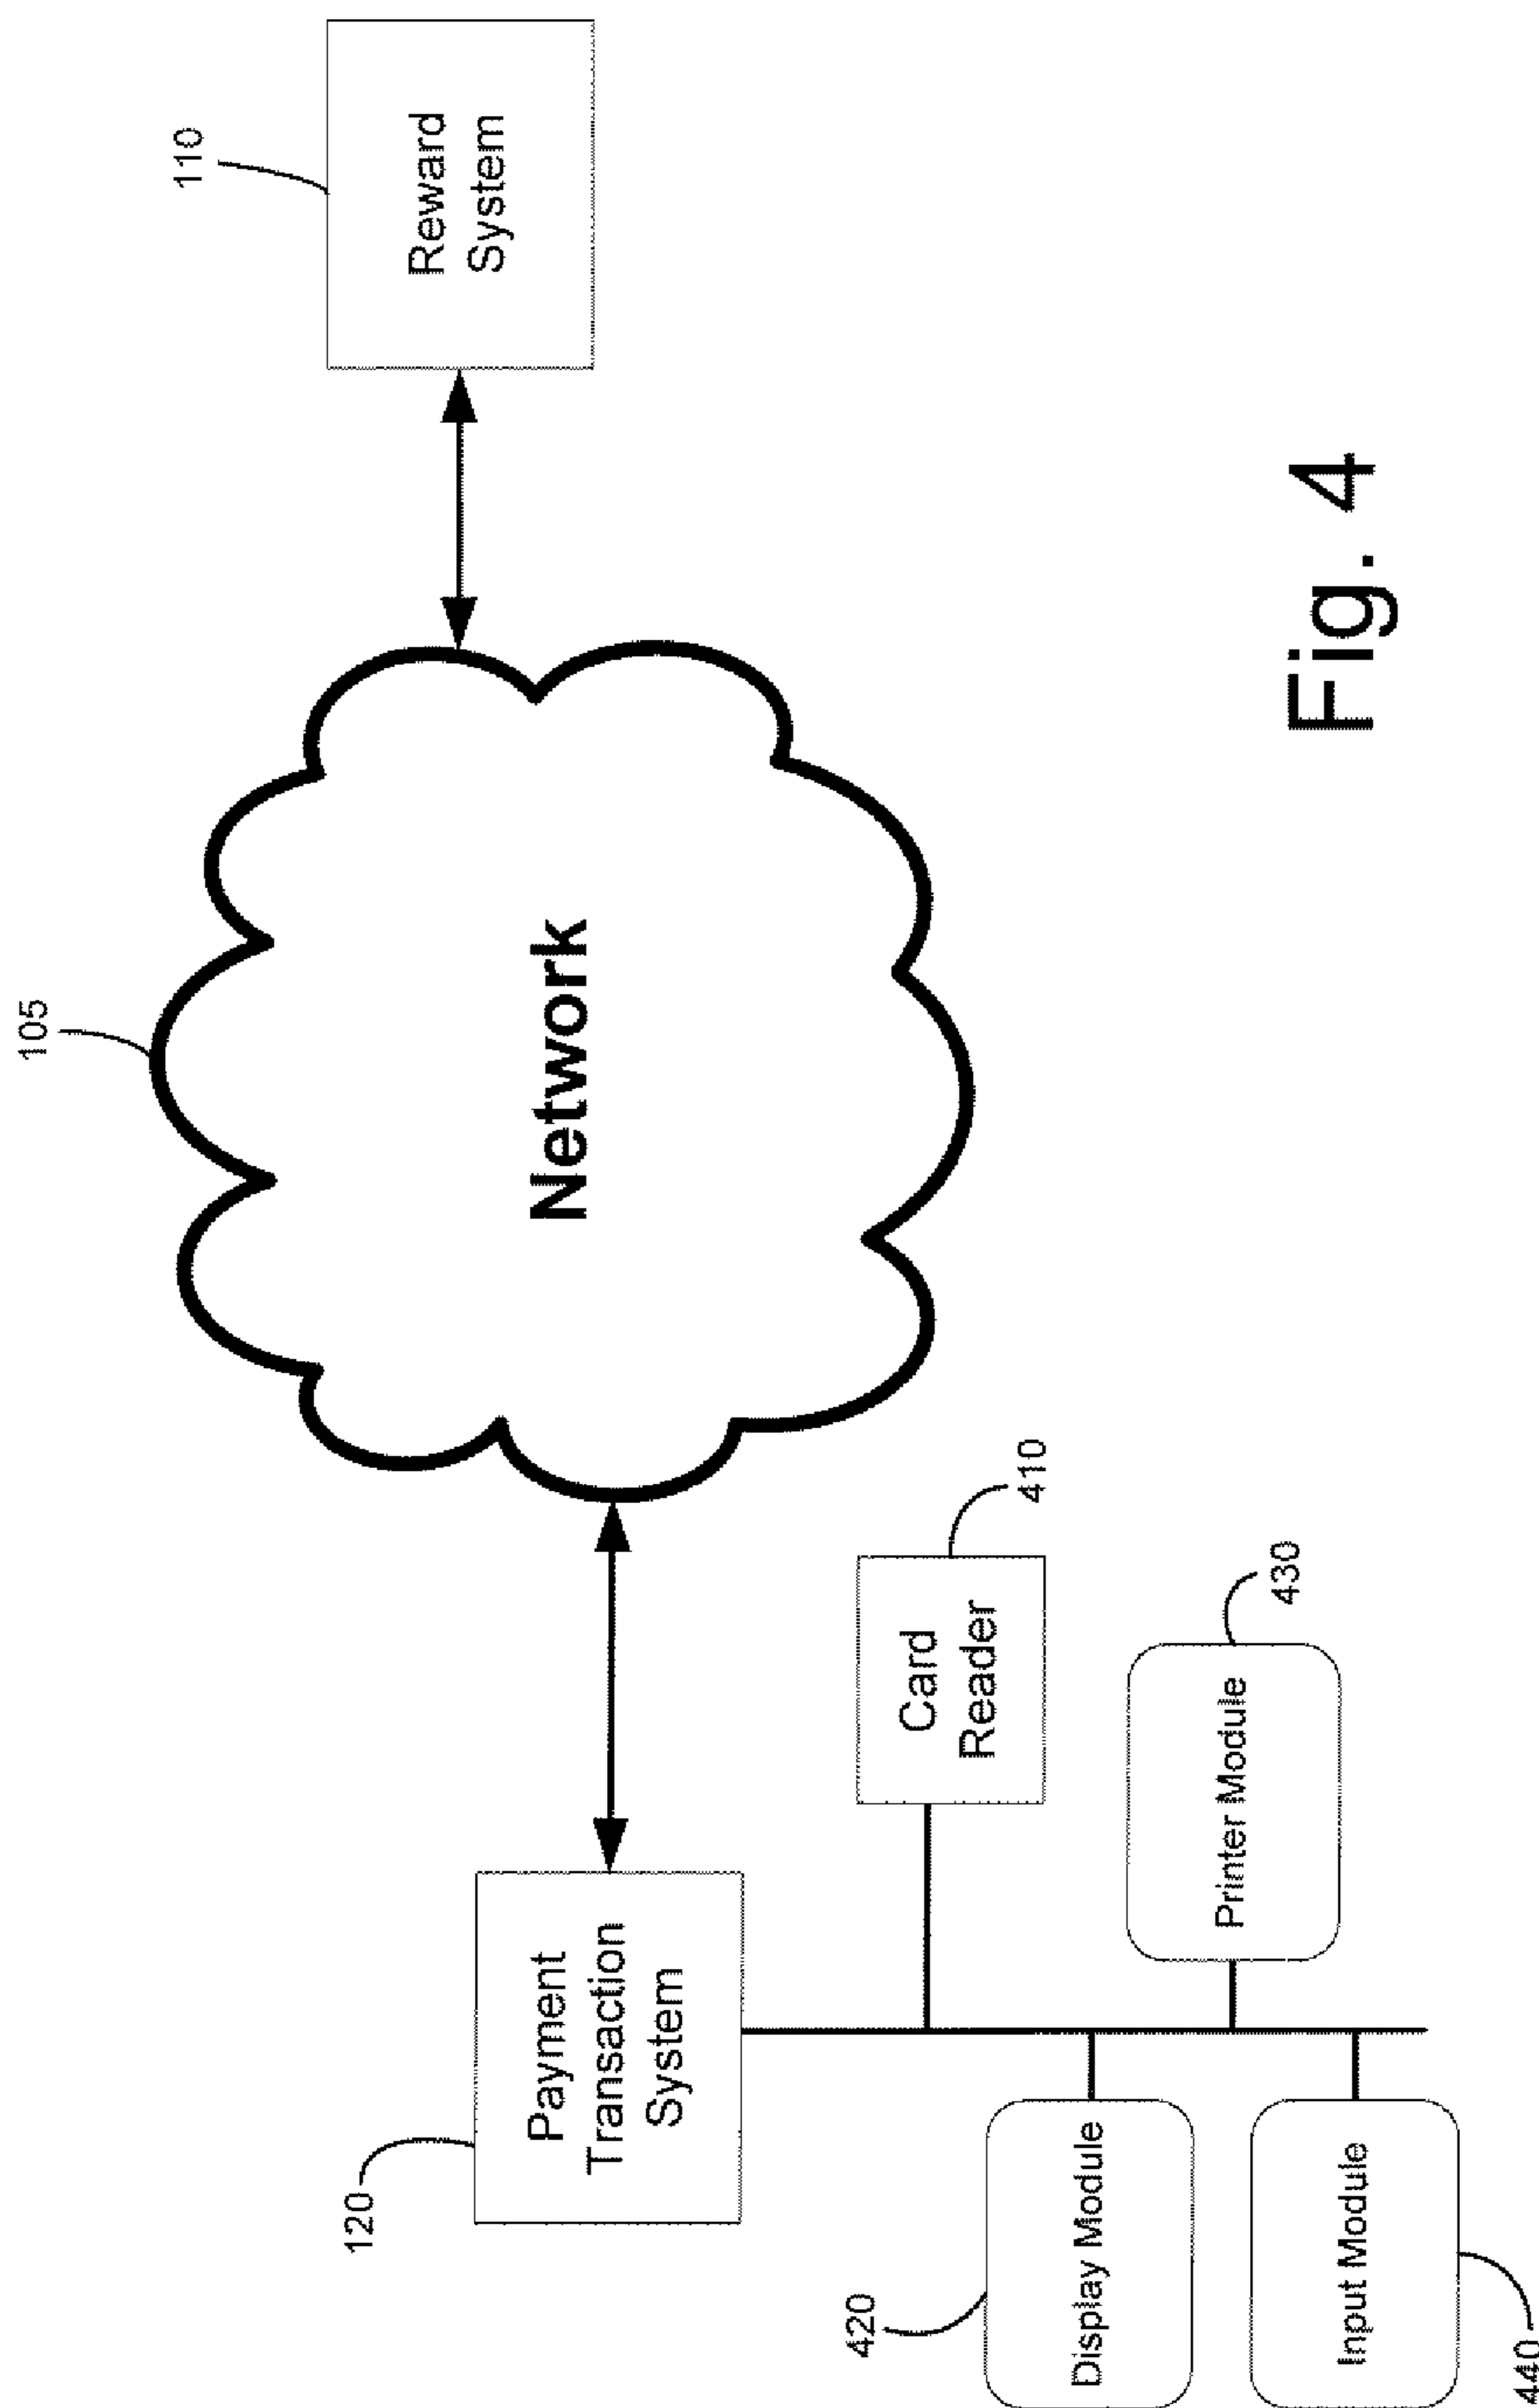 105
110
Reward
System
Network
120
Payment
Transaction
System
410
Card
Reader
420
Display Module
430
Printer Module
440
Input Module
Fig. 4